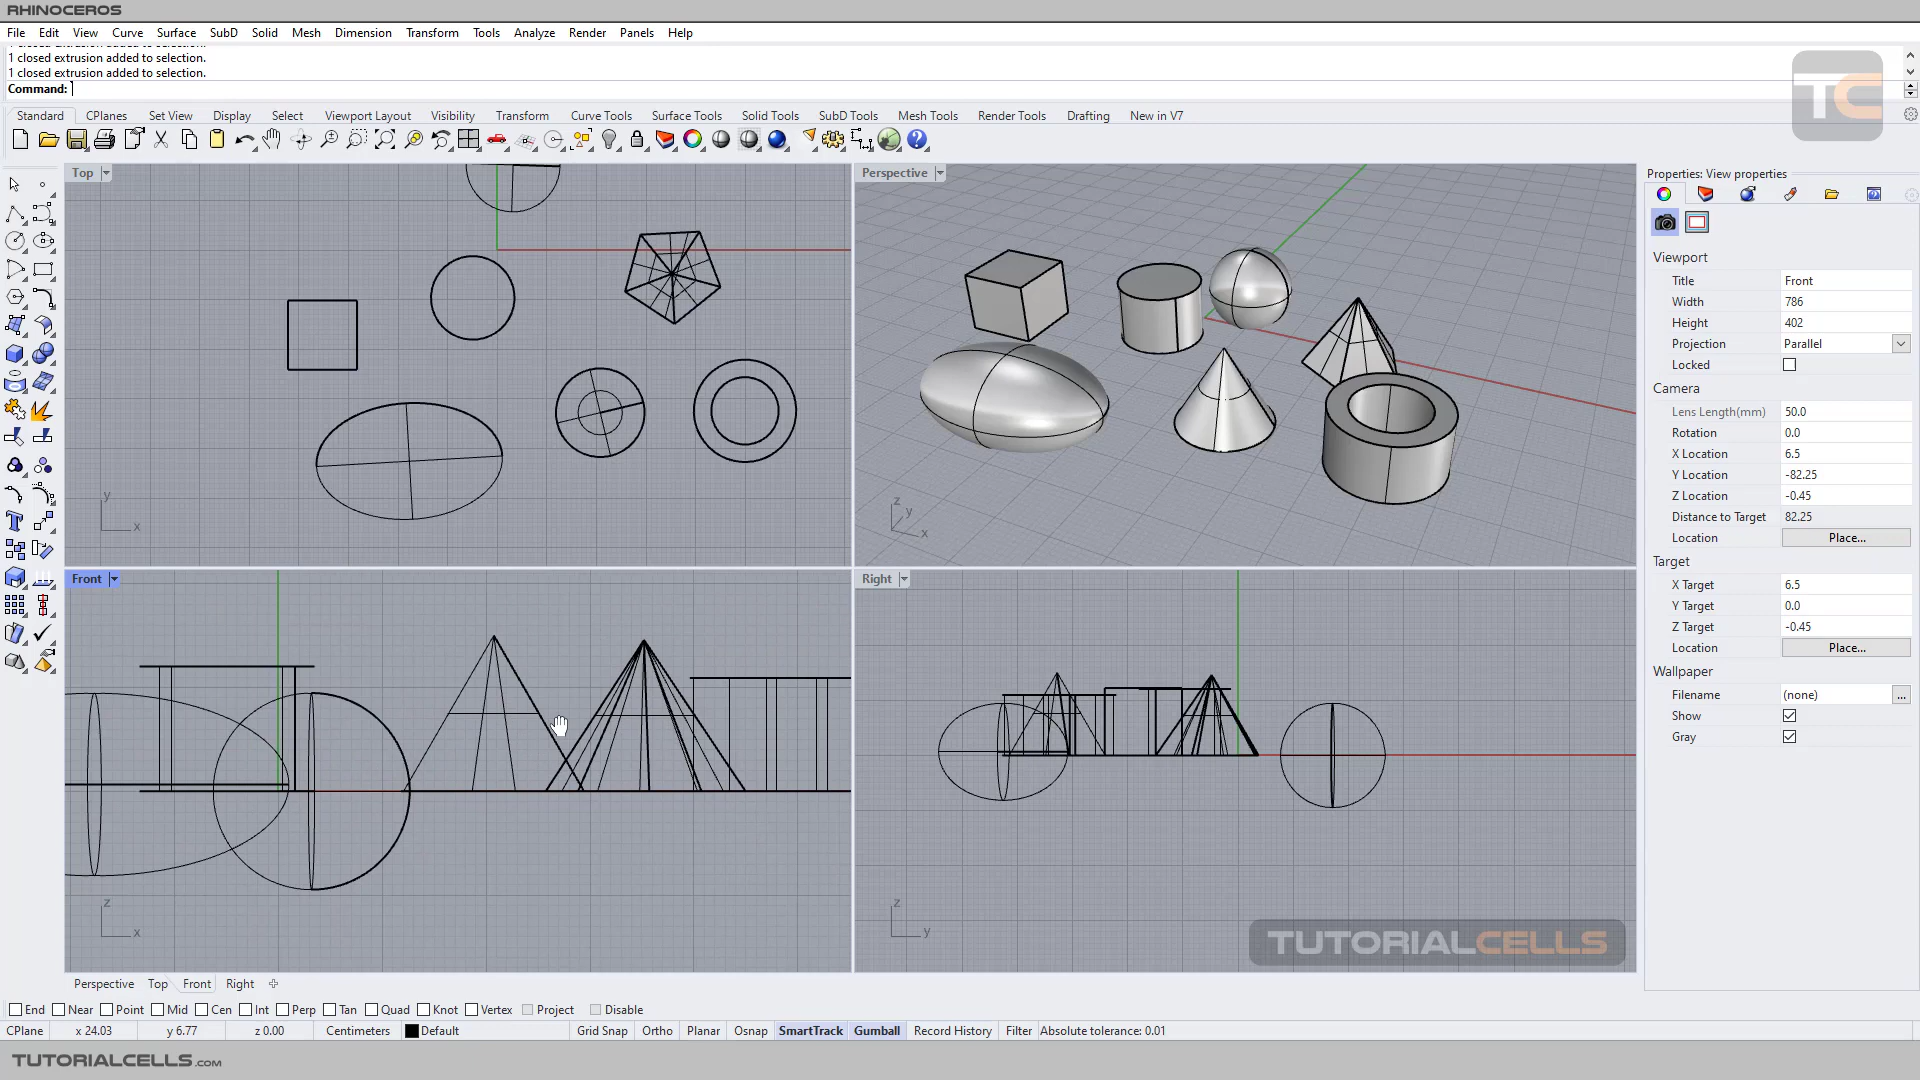 RHINOCEROS
File Edit View Curve Surface SubD Solid Mesh Dimension Transform Tools Analyze Render Panels Help
1 closed extrusion added to selection.
1 closed extrusion added to selection.
1 closed extrusion added to selection.
Command:
TC
Standard CPlanes Set View Display Select Viewport Layout Visibility Transform Curve Tools Surface Tools Solid Tools SubD Tools Mesh Tools Render Tools Drafting New in V7
Top
Perspective
Properties: View properties
Viewport
Title Front
Width 786
Height 402
Projection Parallel
Locked
Camera
Lens Length(mm) 50.0
Rotation 0.0
X Location 6.5
Y Location -82.25
Z Location -0.45
Distance to Target 82.25
Location Place...
Target
X Target 6.5
Y Target 0.0
Z Target -0.45
Location Place...
Wallpaper
Filename (none) ...
Show
Gray
y
x
z
y
x
Front
Right
z
x
z
y
TUTORIALCELLS
Perspective Top Front Right
End Near Point Mid Cen Int Perp Tan Quad Knot Vertex Project Disable
CPlane x 24.03 y 6.77 z 0.00 Centimeters Default Grid Snap Ortho Planar Osnap SmartTrack Gumball Record History Filter Absolute tolerance: 0.01
TUTORIALCELLS.COM